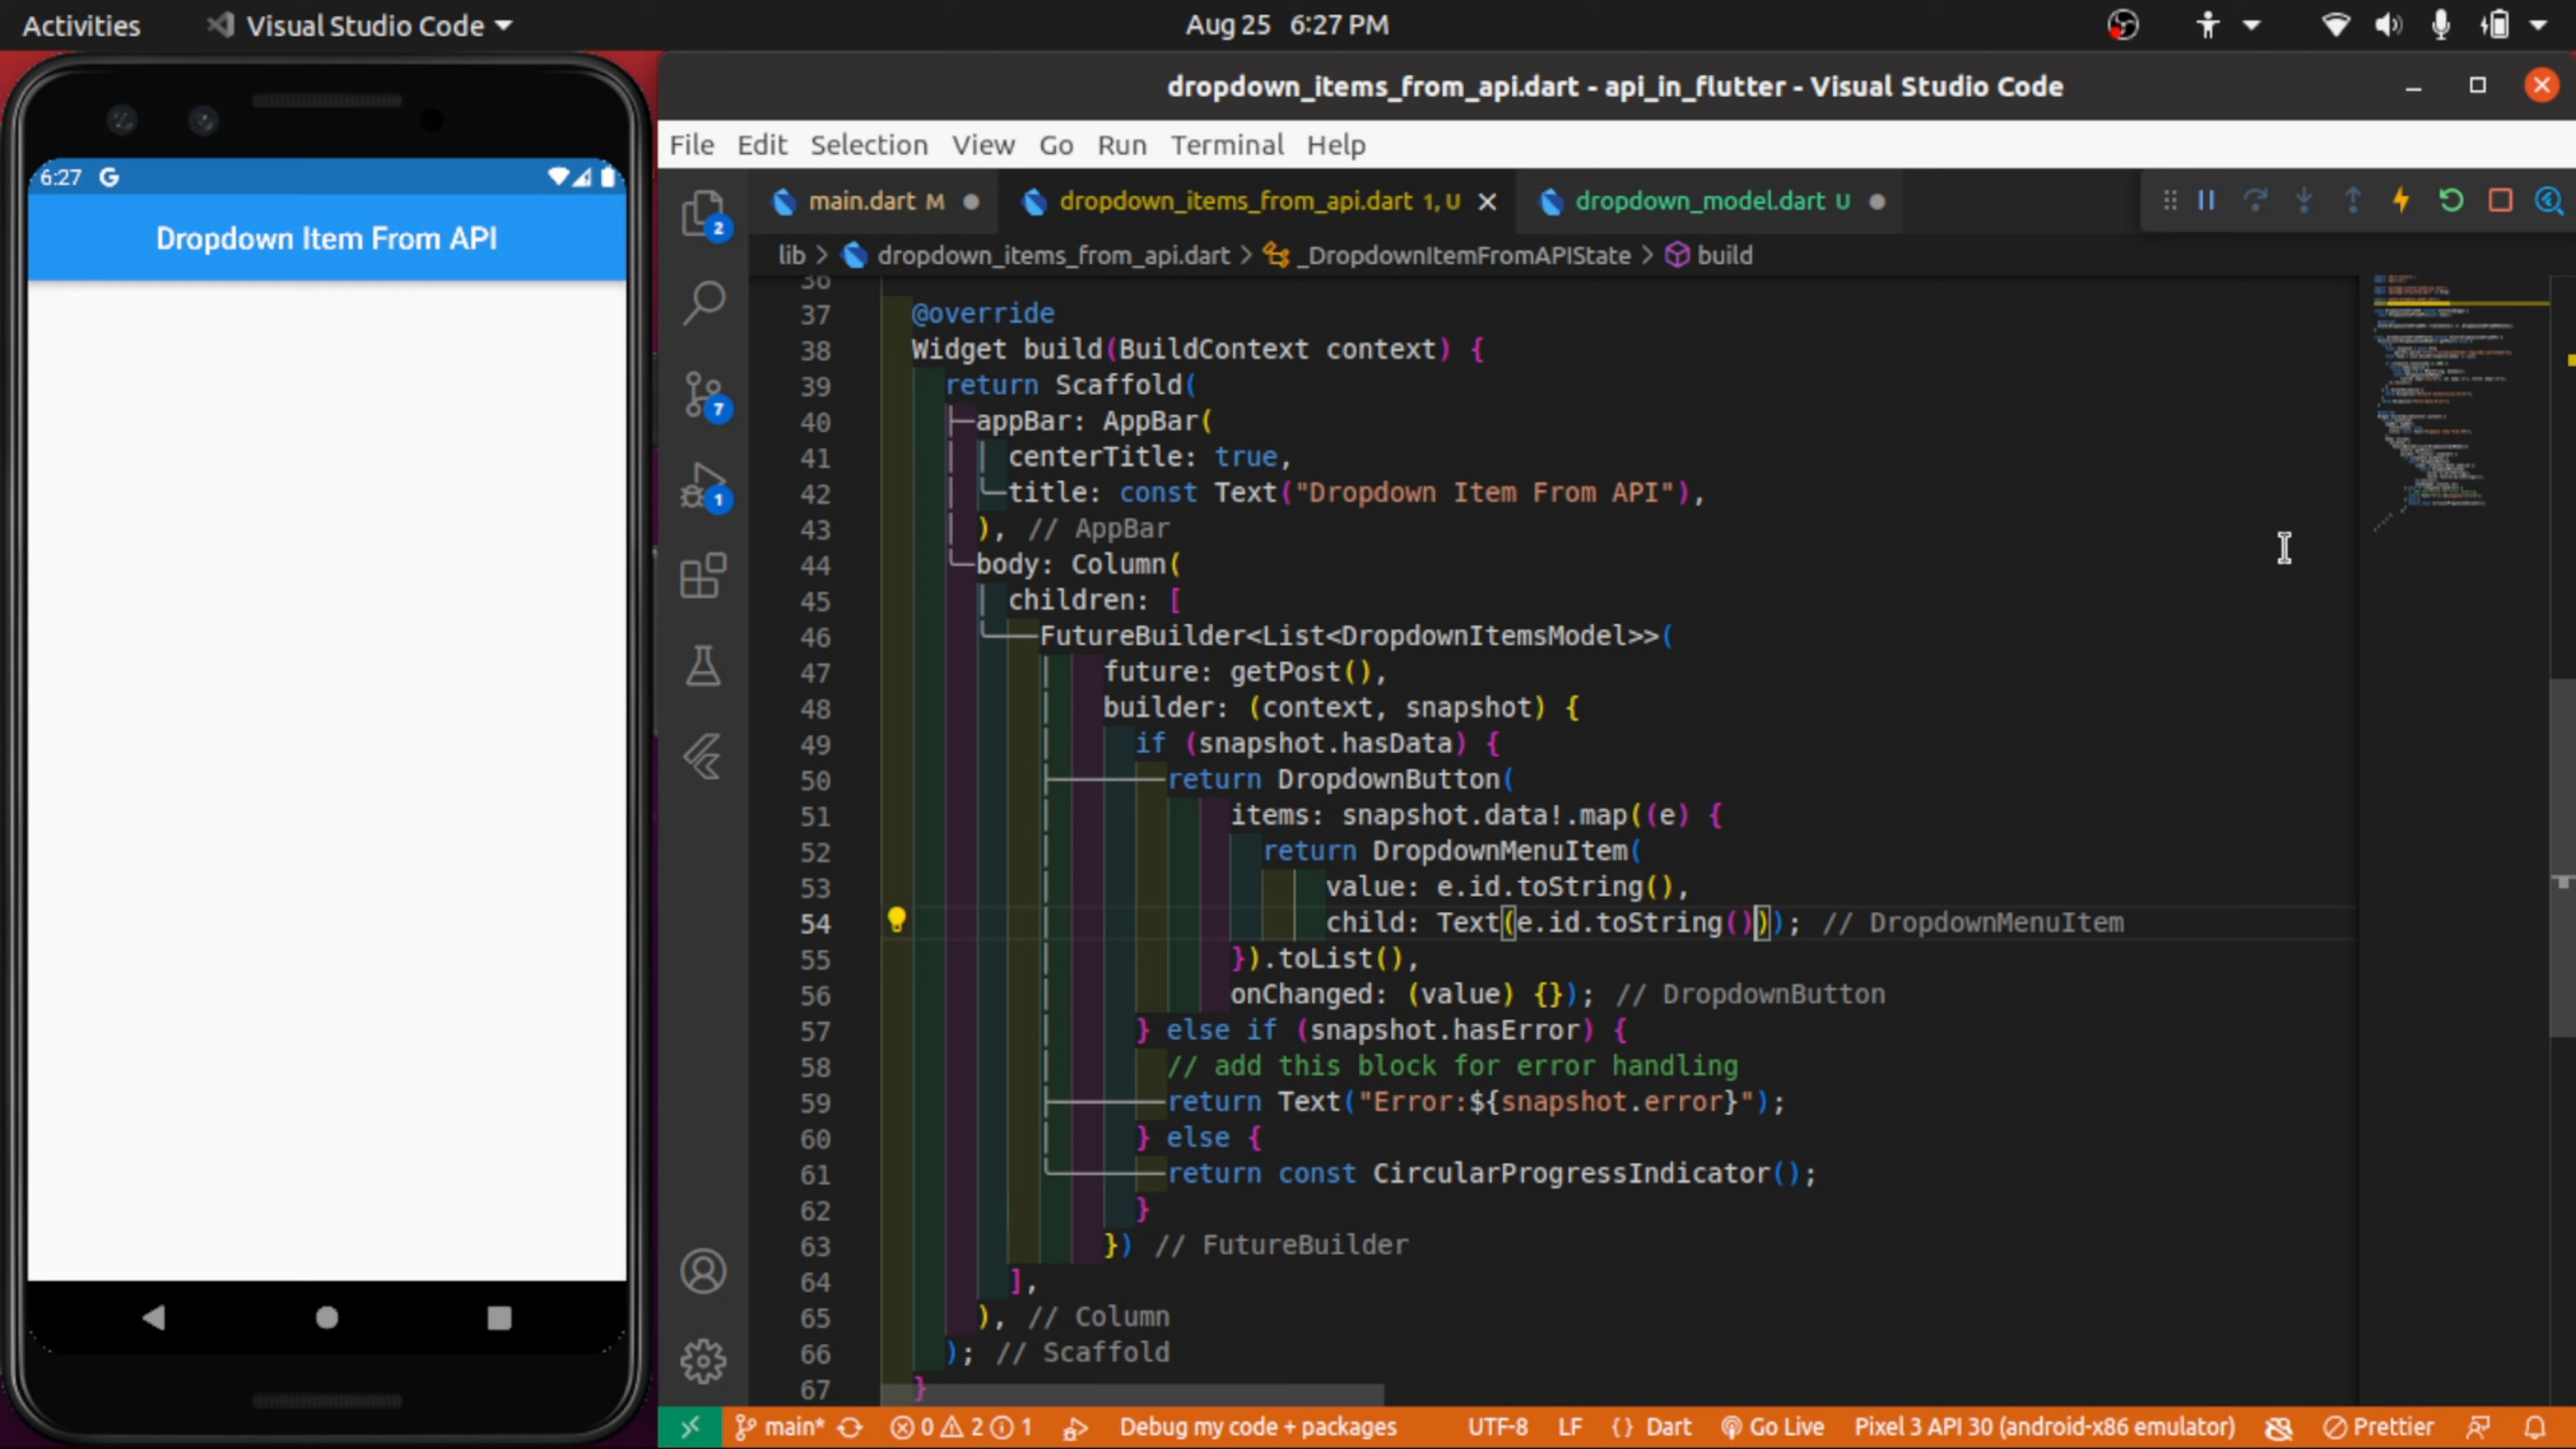 Activities
Visual Studio Code
Aug 25 6:27 PM
6:27 G
Dropdown Item From API
dropdown_items_from_api.dart - api_in_flutter - Visual Studio Code
File Edit Selection View Go Run Terminal Help
main.dart M
dropdown_items_from_api.dart 1, U
dropdown_model.dart U
lib > dropdown_items_from_api.dart > _DropdownItemFromAPIState > build
2
7
1
36
37 @override
38 Widget build(BuildContext context) {
39 return Scaffold(
40 appBar: AppBar(
41 centerTitle: true,
42 title: const Text("Dropdown Item From API"),
43 ), // AppBar
44 body: Column(
45 children: [
46 FutureBuilder<List<DropdownItemsModel>>(
47 future: getPost(),
48 builder: (context, snapshot) {
49 if (snapshot.hasData) {
50 return DropdownButton(
51 items: snapshot.data!.map((e) {
52 return DropdownMenuItem(
53 value: e.id.toString(),
54 child: Text(e.id.toString())); // DropdownMenuItem
55 }).toList(),
56 onChanged: (value) {}); // DropdownButton
57 } else if (snapshot.hasError) {
58 // add this block for error handling
59 return Text("Error:${snapshot.error}");
60 } else {
61 return const CircularProgressIndicator();
62 }
63 }) // FutureBuilder
64 ],
65 ), // Column
66 ); // Scaffold
67 }
main* 0 2 1 Debug my code + packages UTF-8 LF {} Dart Go Live Pixel 3 API 30 (android-x86 emulator) Prettier